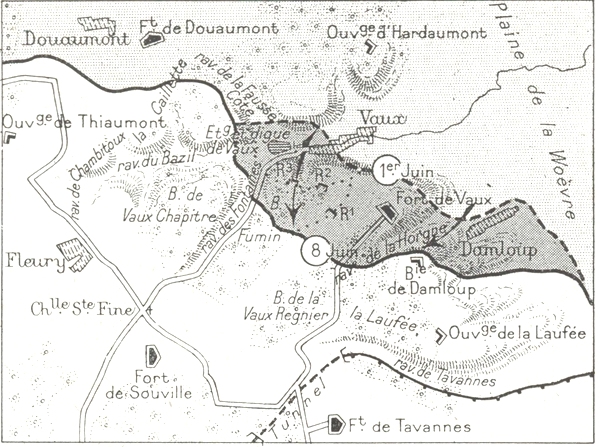 Douaumont
Ft de Douaumont
Ouvge d'Hardaumont
Plaine de la Woëvre
rav. de la Fausse
Côte
la Caillette
Ouvge de Thiaumont
rav. de Chambitoux
Etg et digue
de Vaux
Vaux
rav. du Bazil
1er Juin
R3
R2
R1
Fort de Vaux
B. de
Vaux Chapitre
rav. des Fontaines
B.
Fumin
8 Juin
rav. de la Horgne
Damloup
Fleury
Bie
de Damloup
Chlle Ste Fine
B. de la
Vaux Regnier
la Laufée
Ouvge de la Laufée
Fort
de Souville
rav. de Tavannes
Tunnel
Ft de Tavannes